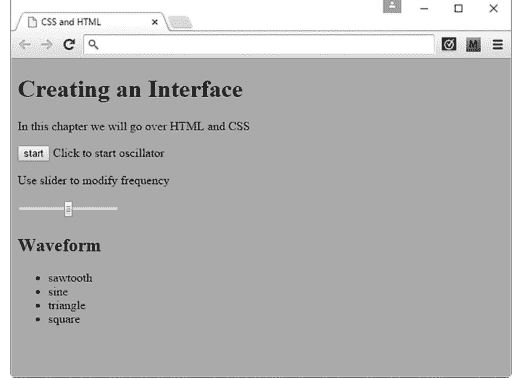 CSS and HTML
Creating an Interface
In this chapter we will go over HTML and CSS
start Click to start oscillator
Use slider to modify frequency
Waveform
sawtooth
sine
triangle
square